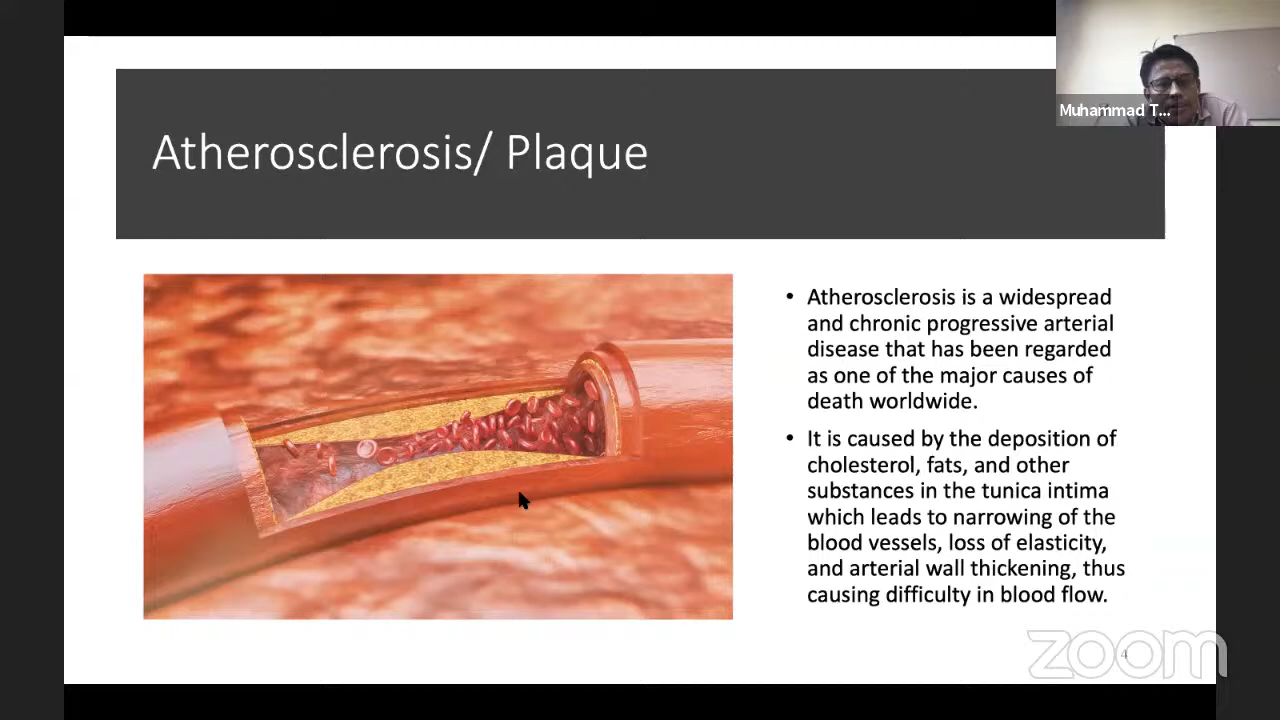 Muhammad T...
Atherosclerosis/ Plaque
• Atherosclerosis is a widespread
and chronic progressive arterial
disease that has been regarded
as one of the major causes of
death worldwide.
• It is caused by the deposition of
cholesterol, fats, and other
substances in the tunica intima
which leads to narrowing of the
blood vessels, loss of elasticity,
and arterial wall thickening, thus
causing difficulty in blood flow.
4
zoom